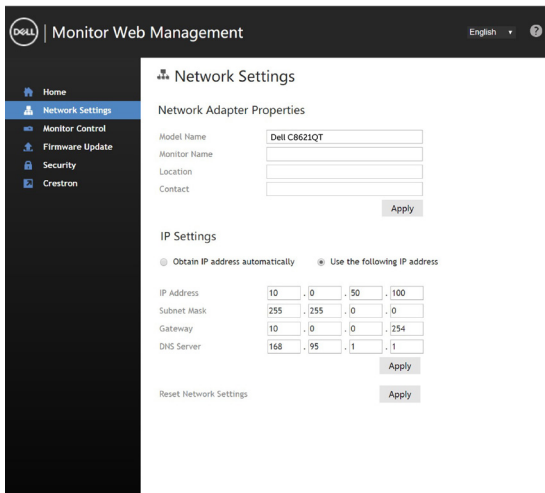 DELL | Monitor Web Management English
Network Settings
Home
Network Settings
Monitor Control
Firmware Update
Security
Crestron
Network Adapter Properties
Model Name Dell C8621QT
Monitor Name
Location
Contact
Apply
IP Settings
Obtain IP address automatically Use the following IP address
IP Address 10 . 0 . 50 . 100
Subnet Mask 255 . 255 . 0 . 0
Gateway 10 . 0 . 0 . 254
DNS Server 168 . 95 . 1 . 1
Apply
Reset Network Settings Apply